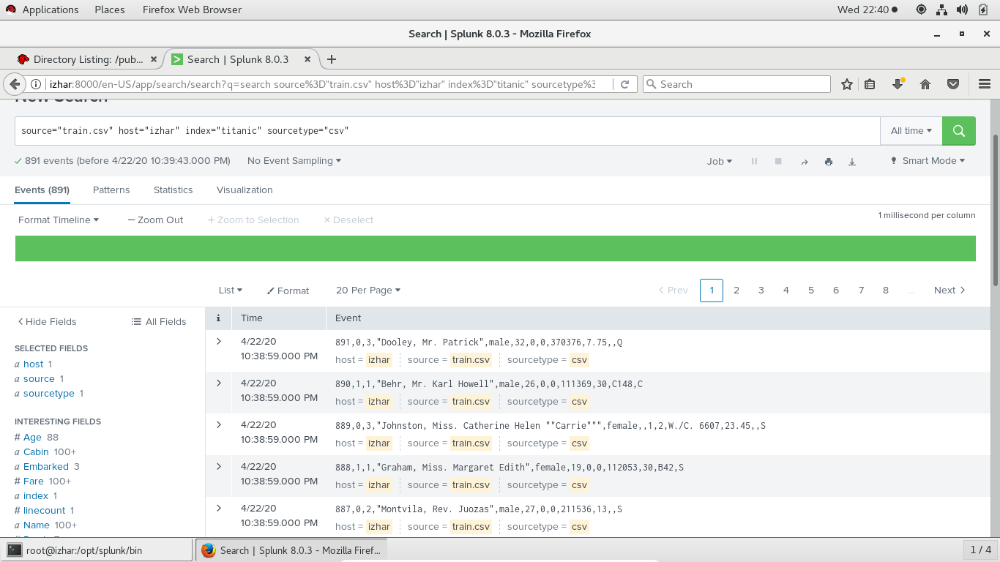 Applications Places Firefox Web Browser Wed 22:40
Search | Splunk 8.0.3 - Mozilla Firefox
Directory Listing: /pub... Search | Splunk 8.0.3
izhar:8000/en-US/app/search/search?q=search source%3D"train.csv" host%3D"izhar" index%3D"titanic" sourcetype%3 Search
New Search
source="train.csv" host="izhar" index="titanic" sourcetype="csv" All time
891 events (before 4/22/20 10:39:43.000 PM) No Event Sampling Job Smart Mode
Events (891) Patterns Statistics Visualization
Format Timeline — Zoom Out + Zoom to Selection × Deselect 1 millisecond per column
List Format 20 Per Page < Prev 1 2 3 4 5 6 7 8 ... Next >
< Hide Fields All Fields i Time Event
SELECTED FIELDS
a host 1
a source 1
a sourcetype 1
INTERESTING FIELDS
# Age 88
a Cabin 100+
a Embarked 3
# Fare 100+
a index 1
# linecount 1
a Name 100+
> 4/22/20 10:38:59.000 PM
891,0,3,"Dooley, Mr. Patrick",male,32,0,0,370376,7.75,,Q
host = izhar source = train.csv sourcetype = csv
> 4/22/20 10:38:59.000 PM
890,1,1,"Behr, Mr. Karl Howell",male,26,0,0,111369,30,C148,C
host = izhar source = train.csv sourcetype = csv
> 4/22/20 10:38:59.000 PM
889,0,3,"Johnston, Miss. Catherine Helen ""Carrie""",female,,1,2,W./C. 6607,23.45,,S
host = izhar source = train.csv sourcetype = csv
> 4/22/20 10:38:59.000 PM
888,1,1,"Graham, Miss. Margaret Edith",female,19,0,0,112053,30,B42,S
host = izhar source = train.csv sourcetype = csv
> 4/22/20 10:38:59.000 PM
887,0,2,"Montvila, Rev. Juozas",male,27,0,0,211536,13,,S
host = izhar source = train.csv sourcetype = csv
root@izhar:/opt/splunk/bin Search | Splunk 8.0.3 - Mozilla Firef... 1 / 4